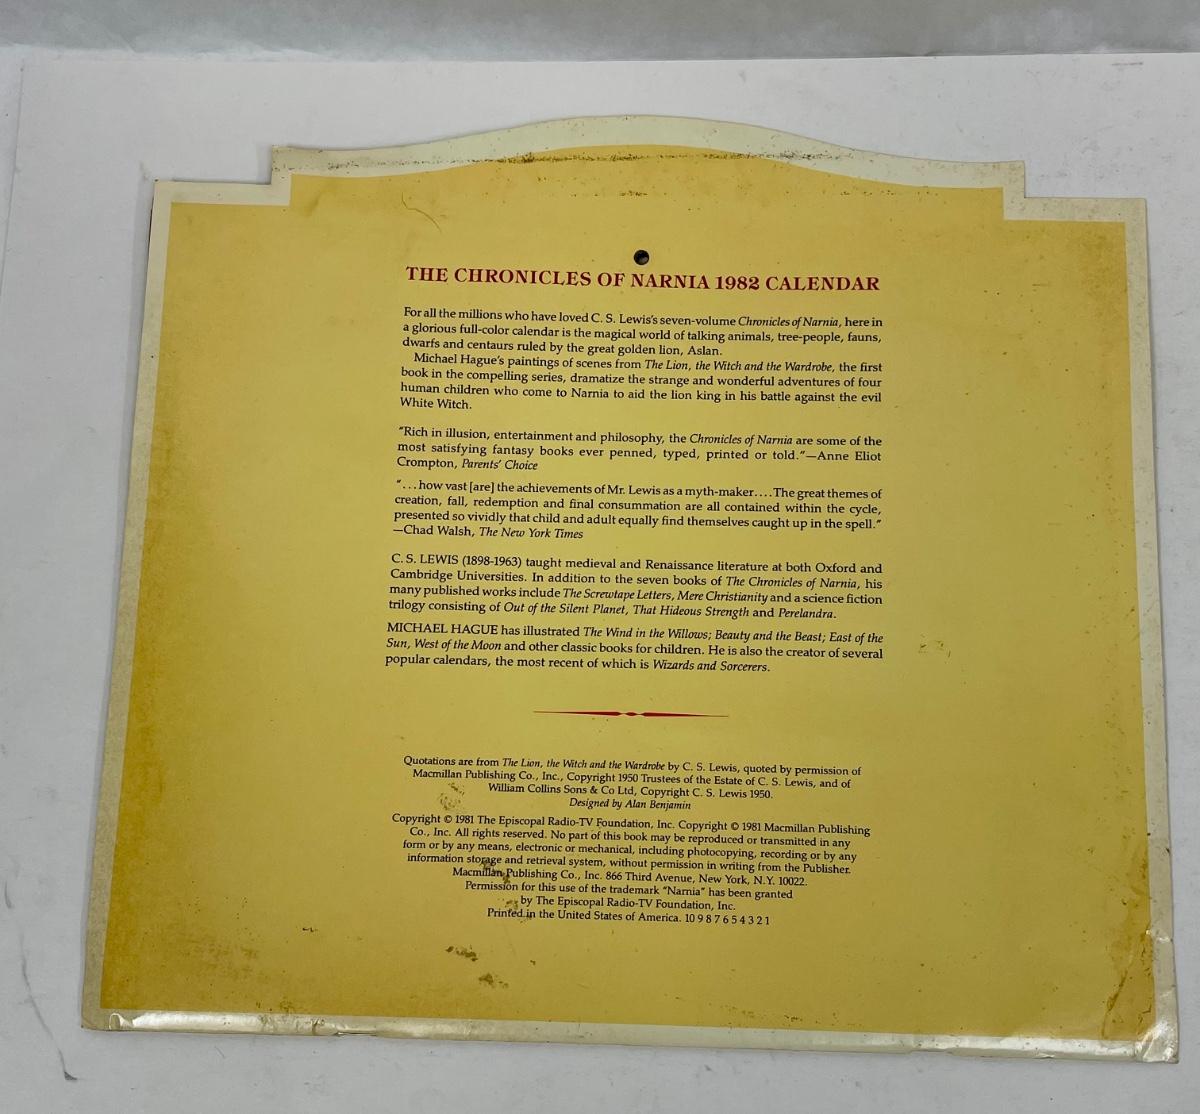 THE CHRONICLES OF NARNIA 1982 CALENDAR
For all the millions who have loved C. S. Lewis's seven-volume Chronicles of Narnia, here in
a glorious full-color calendar is the magical world of talking animals, tree-people, fauns,
dwarfs and centaurs ruled by the great golden lion, Aslan.
Michael Hague's paintings of scenes from The Lion, the Witch and the Wardrobe, the first
book in the compelling series, dramatize the strange and wonderful adventures of four
human children who come to Narnia to aid the lion king in his battle against the evil
White Witch.
"Rich in illusion, entertainment and philosophy, the Chronicles of Narnia are some of the
most satisfying fantasy books ever penned, typed, printed or told."—Anne Eliot
Crompton, Parents' Choice
"...how vast [are] the achievements of Mr. Lewis as a myth-maker....The great themes of
creation, fall, redemption and final consummation are all contained within the cycle,
presented so vividly that child and adult equally find themselves caught up in the spell."
—Chad Walsh, The New York Times
C. S. LEWIS (1898-1963) taught medieval and Renaissance literature at both Oxford and
Cambridge Universities. In addition to the seven books of The Chronicles of Narnia, his
many published works include The Screwtape Letters, Mere Christianity and a science fiction
trilogy consisting of Out of the Silent Planet, That Hideous Strength and Perelandra.
MICHAEL HAGUE has illustrated The Wind in the Willows; Beauty and the Beast; East of the
Sun, West of the Moon and other classic books for children. He is also the creator of several
popular calendars, the most recent of which is Wizards and Sorcerers.
Quotations are from The Lion, the Witch and the Wardrobe by C. S. Lewis, quoted by permission of
Macmillan Publishing Co., Inc., Copyright 1950 Trustees of the Estate of C. S. Lewis, and of
William Collins Sons & Co Ltd, Copyright C. S. Lewis 1950.
Designed by Alan Benjamin
Copyright © 1981 The Episcopal Radio-TV Foundation, Inc. Copyright © 1981 Macmillan Publishing
Co., Inc. All rights reserved. No part of this book may be reproduced or transmitted in any
form or by any means, electronic or mechanical, including photocopying, recording or by any
information storage and retrieval system, without permission in writing from the Publisher.
Macmillan Publishing Co., Inc. 866 Third Avenue, New York, N.Y. 10022.
Permission for this use of the trademark "Narnia" has been granted
by The Episcopal Radio-TV Foundation, Inc.
Printed in the United States of America. 10 9 8 7 6 5 4 3 2 1